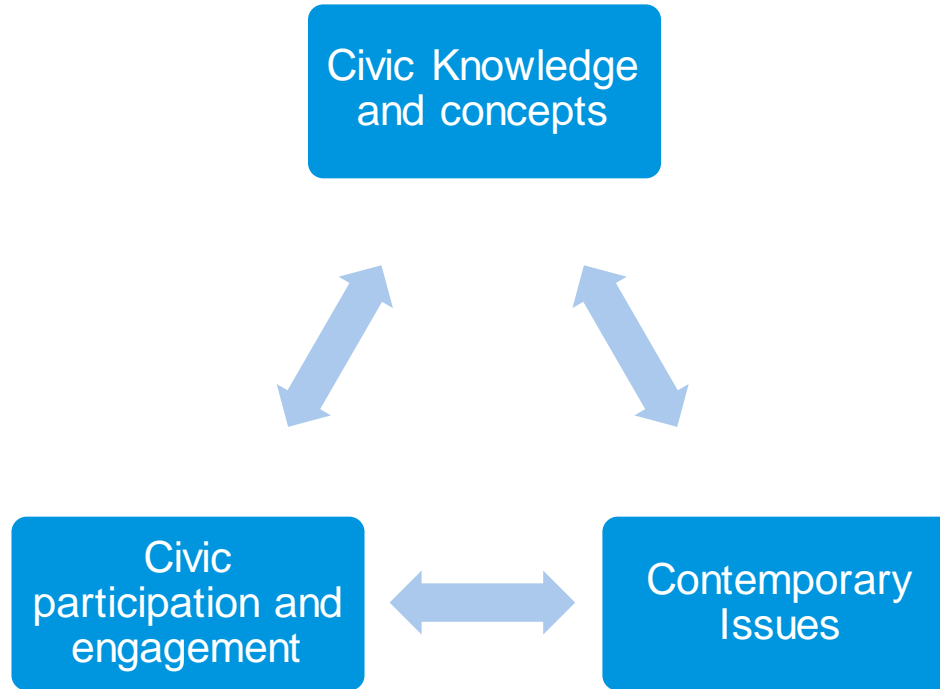 Civic Knowledge
and concepts
Civic
participation and
engagement
Contemporary
Issues